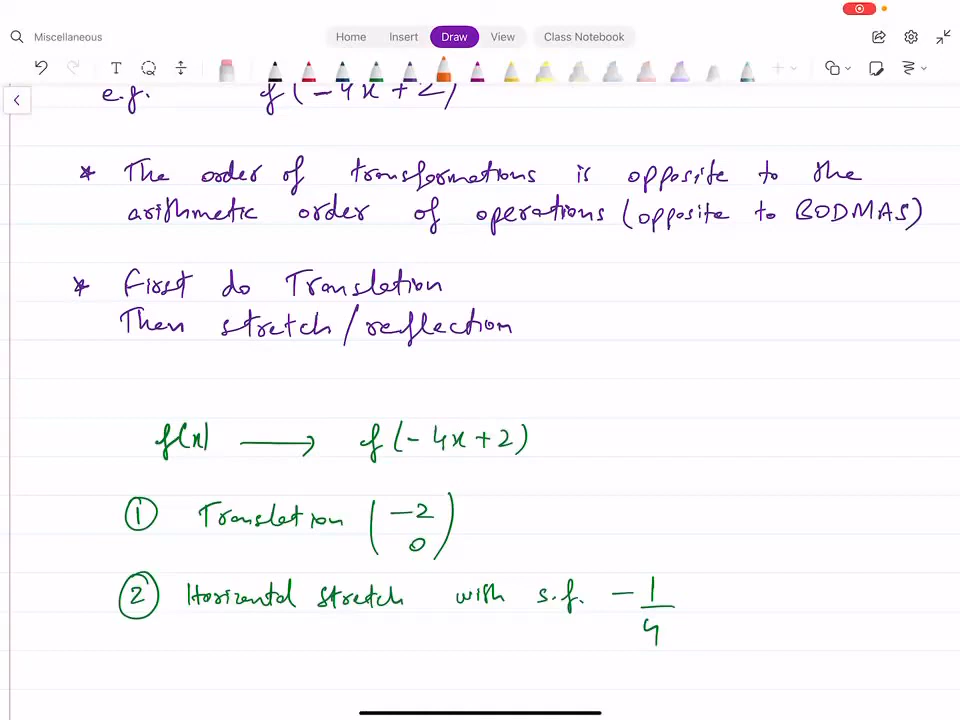 Miscellaneous
Home Insert Draw View Class Notebook
e.g. f(-4x+2)
* The order of transformations is opposite to the
arithmetic order of operations (opposite to BODMAS)
* First do Translation
Then stretch/reflection
f(x) ⟶ f(-4x+2)
① Translation (-2
0)
② Horizontal stretch with s.f. -1/4